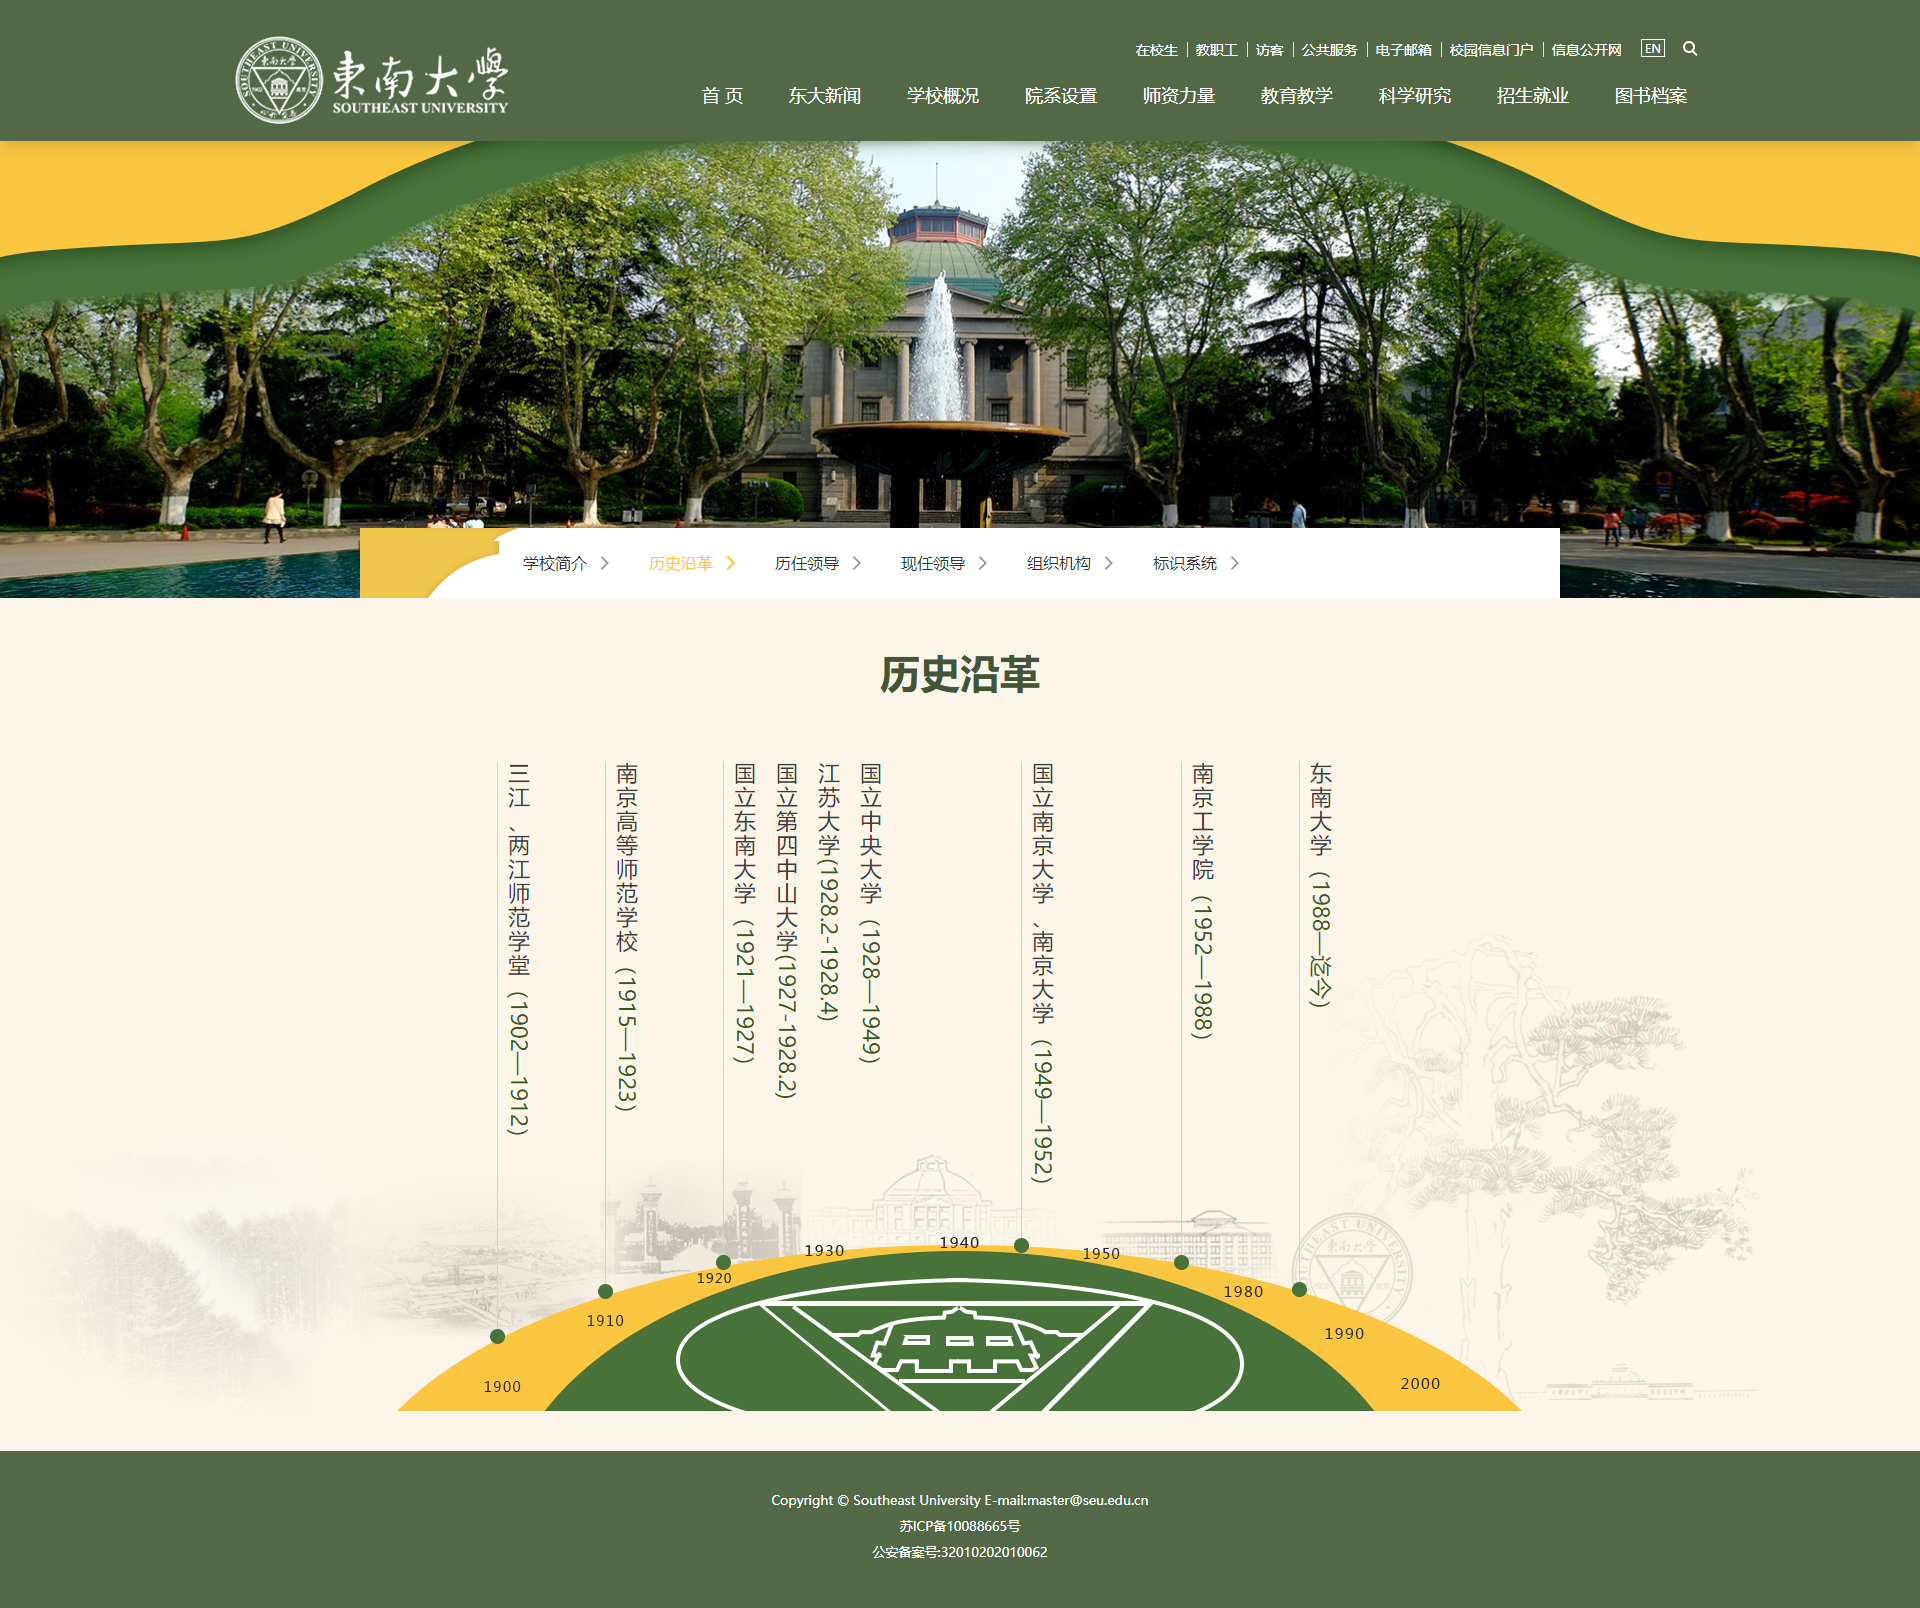 在校生 教职工 访客 公共服务 电子邮箱 校园信息门户 信息公开网 EN
東南大學
SOUTHEAST UNIVERSITY
首 页 东大新闻 学校概况 院系设置 师资力量 教育教学 科学研究 招生就业 图书档案
学校简介 历史沿革 历任领导 现任领导 组织机构 标识系统
历史沿革
三江、两江师范学堂 (1902—1912)
南京高等师范学校 (1915—1923)
国立东南大学 (1921—1927)
国立第四中山大学(1927-1928.2)
江苏大学(1928.2-1928.4)
国立中央大学 (1928—1949)
国立南京大学、南京大学 (1949—1952)
南京工学院 (1952—1988)
东南大学 (1988—迄今)
1900
1910
1920
1930
1940
1950
1980
1990
2000
Copyright © Southeast University E-mail:master@seu.edu.cn
苏ICP备10088665号
公安备案号:32010202010062